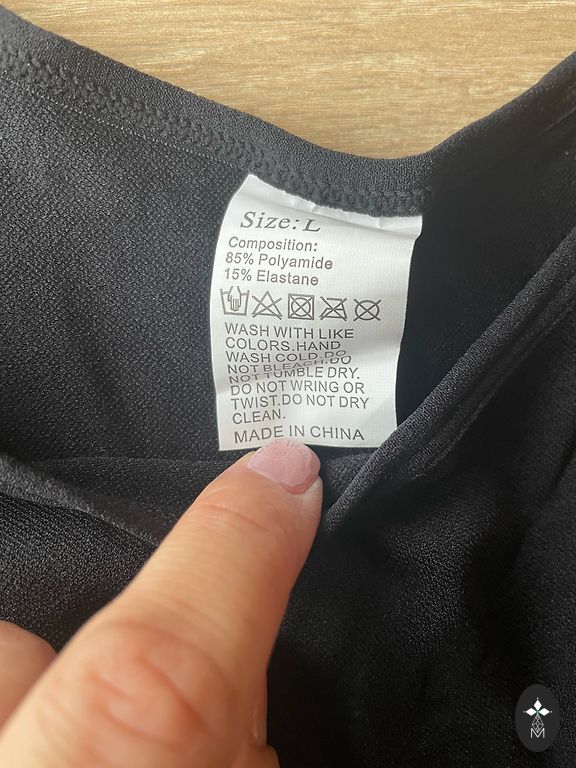 Size: L
Composition:
85% Polyamide
15% Elastane
WASH WITH LIKE
COLORS.HAND
WASH COLD.DO
NOT BLEACH.DO
NOT TUMBLE DRY.
DO NOT WRING OR
TWIST.DO NOT DRY
CLEAN.
MADE IN CHINA
M